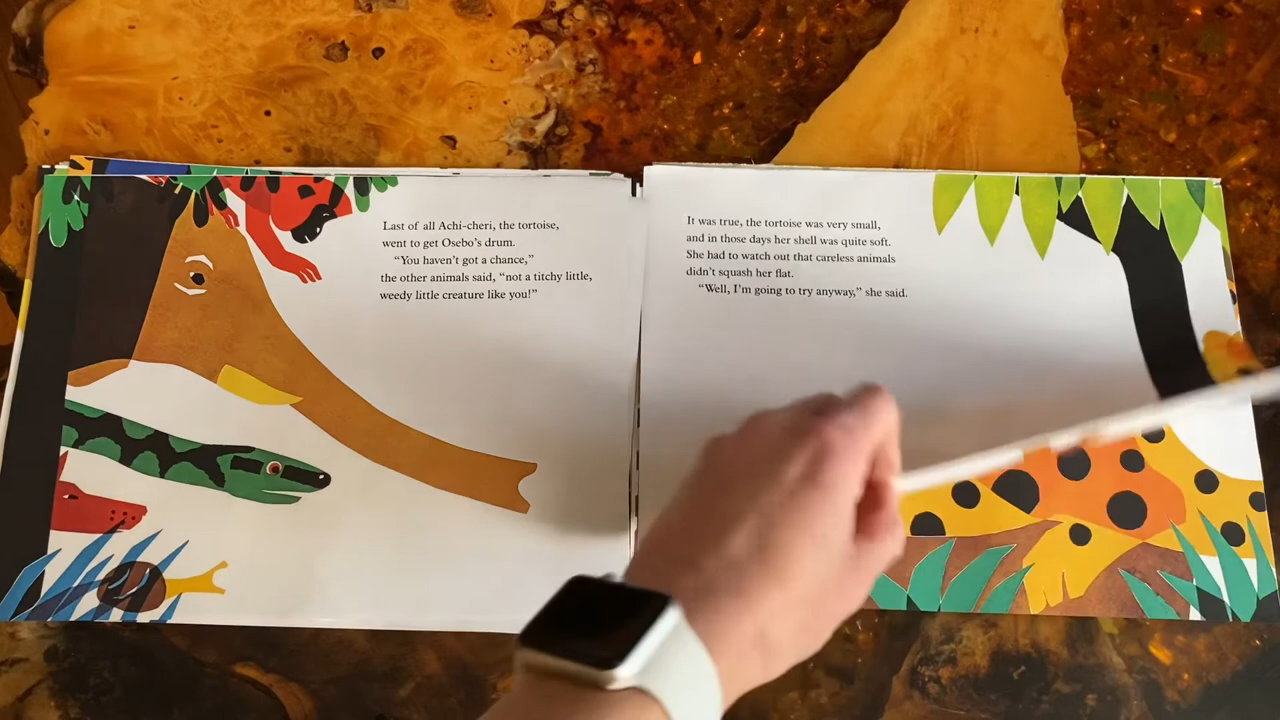 Last of all Achi-cheri, the tortoise,
went to get Osebo's drum.
"You haven't got a chance,"
the other animals said, "not a titchy little,
weedy little creature like you!"
It was true, the tortoise was very small,
and in those days her shell was quite soft.
She had to watch out that careless animals
didn't squash her flat.
"Well, I'm going to try anyway," she said.